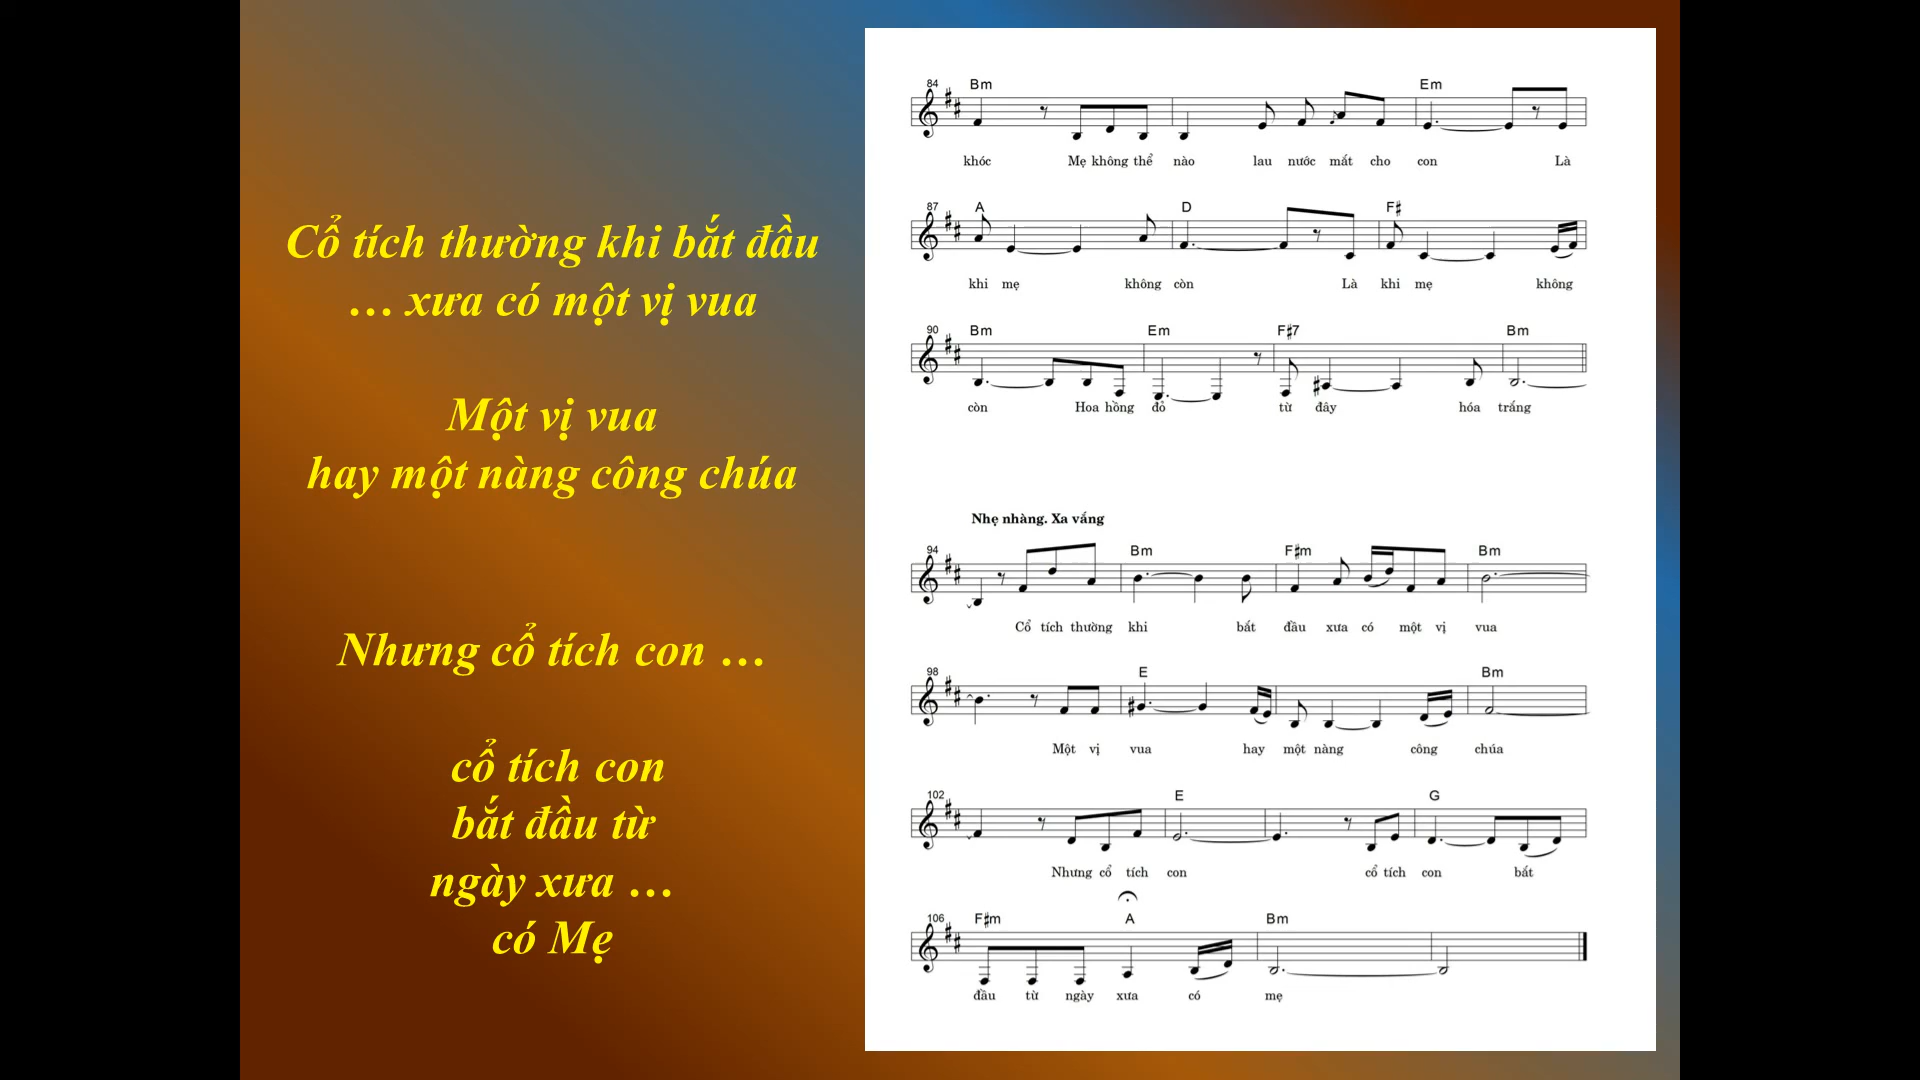 Cổ tích thường khi bắt đầu
… xưa có một vị vua
Một vị vua
hay một nàng công chúa
Nhưng cổ tích con …
cổ tích con
bắt đầu từ
ngày xưa …
có Mẹ
84 Bm Em
khóc Mẹ không thể nào lau nước mắt cho con Là
87 A D F#
khi mẹ không còn Là khi mẹ không
90 Bm Em F#7 Bm
còn Hoa hồng đỏ từ đây hóa trắng
Nhẹ nhàng. Xa vắng
94 Bm F#m Bm
Cổ tích thường khi bắt đầu xưa có một vị vua
98 E Bm
Một vị vua hay một nàng công chúa
102 E G
Nhưng cổ tích con cổ tích con bắt
106 F#m A Bm
đầu từ ngày xưa có mẹ